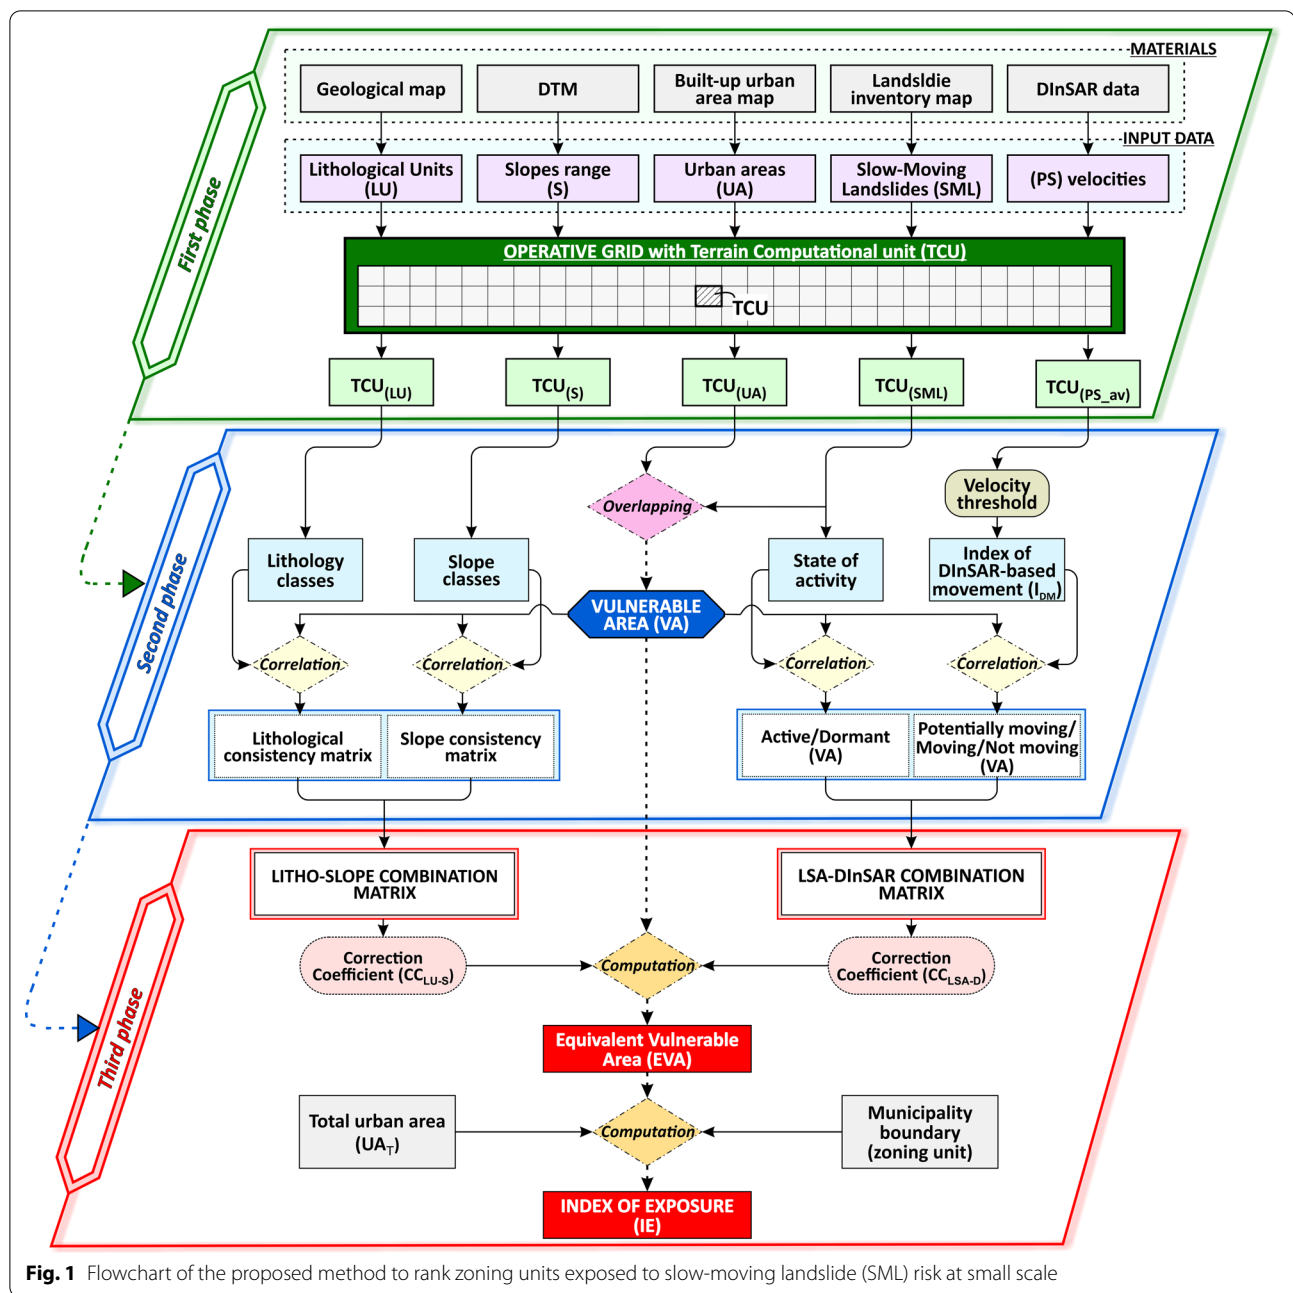 MATERIALS
Geological map
DTM
Built-up urban
area map
Landsldie
inventory map
DInSAR data
INPUT DATA
Lithological Units
(LU)
Slopes range
(S)
Urban areas
(UA)
Slow-Moving
Landslides (SML)
(PS) velocities
OPERATIVE GRID with Terrain Computational unit (TCU)
TCU
TCU(LU)
TCU(S)
TCU(UA)
TCU(SML)
TCU(PS_av)
First phase
Overlapping
Velocity
threshold
Lithology
classes
Slope
classes
State of
activity
Index of
DInSAR-based
movement (IDM)
VULNERABLE
AREA (VA)
Correlation
Correlation
Correlation
Correlation
Second phase
Lithological
consistency matrix
Slope consistency
matrix
Active/Dormant
(VA)
Potentially moving/
Moving/Not moving
(VA)
LITHO-SLOPE COMBINATION
MATRIX
LSA-DInSAR COMBINATION
MATRIX
Correction
Coefficient (CCLU-S)
Computation
Correction
Coefficient (CCLSA-D)
Third phase
Equivalent Vulnerable
Area (EVA)
Total urban area
(UAT)
Computation
Municipality
boundary
(zoning unit)
INDEX OF EXPOSURE
(IE)
Fig. 1 Flowchart of the proposed method to rank zoning units exposed to slow-moving landslide (SML) risk at small scale